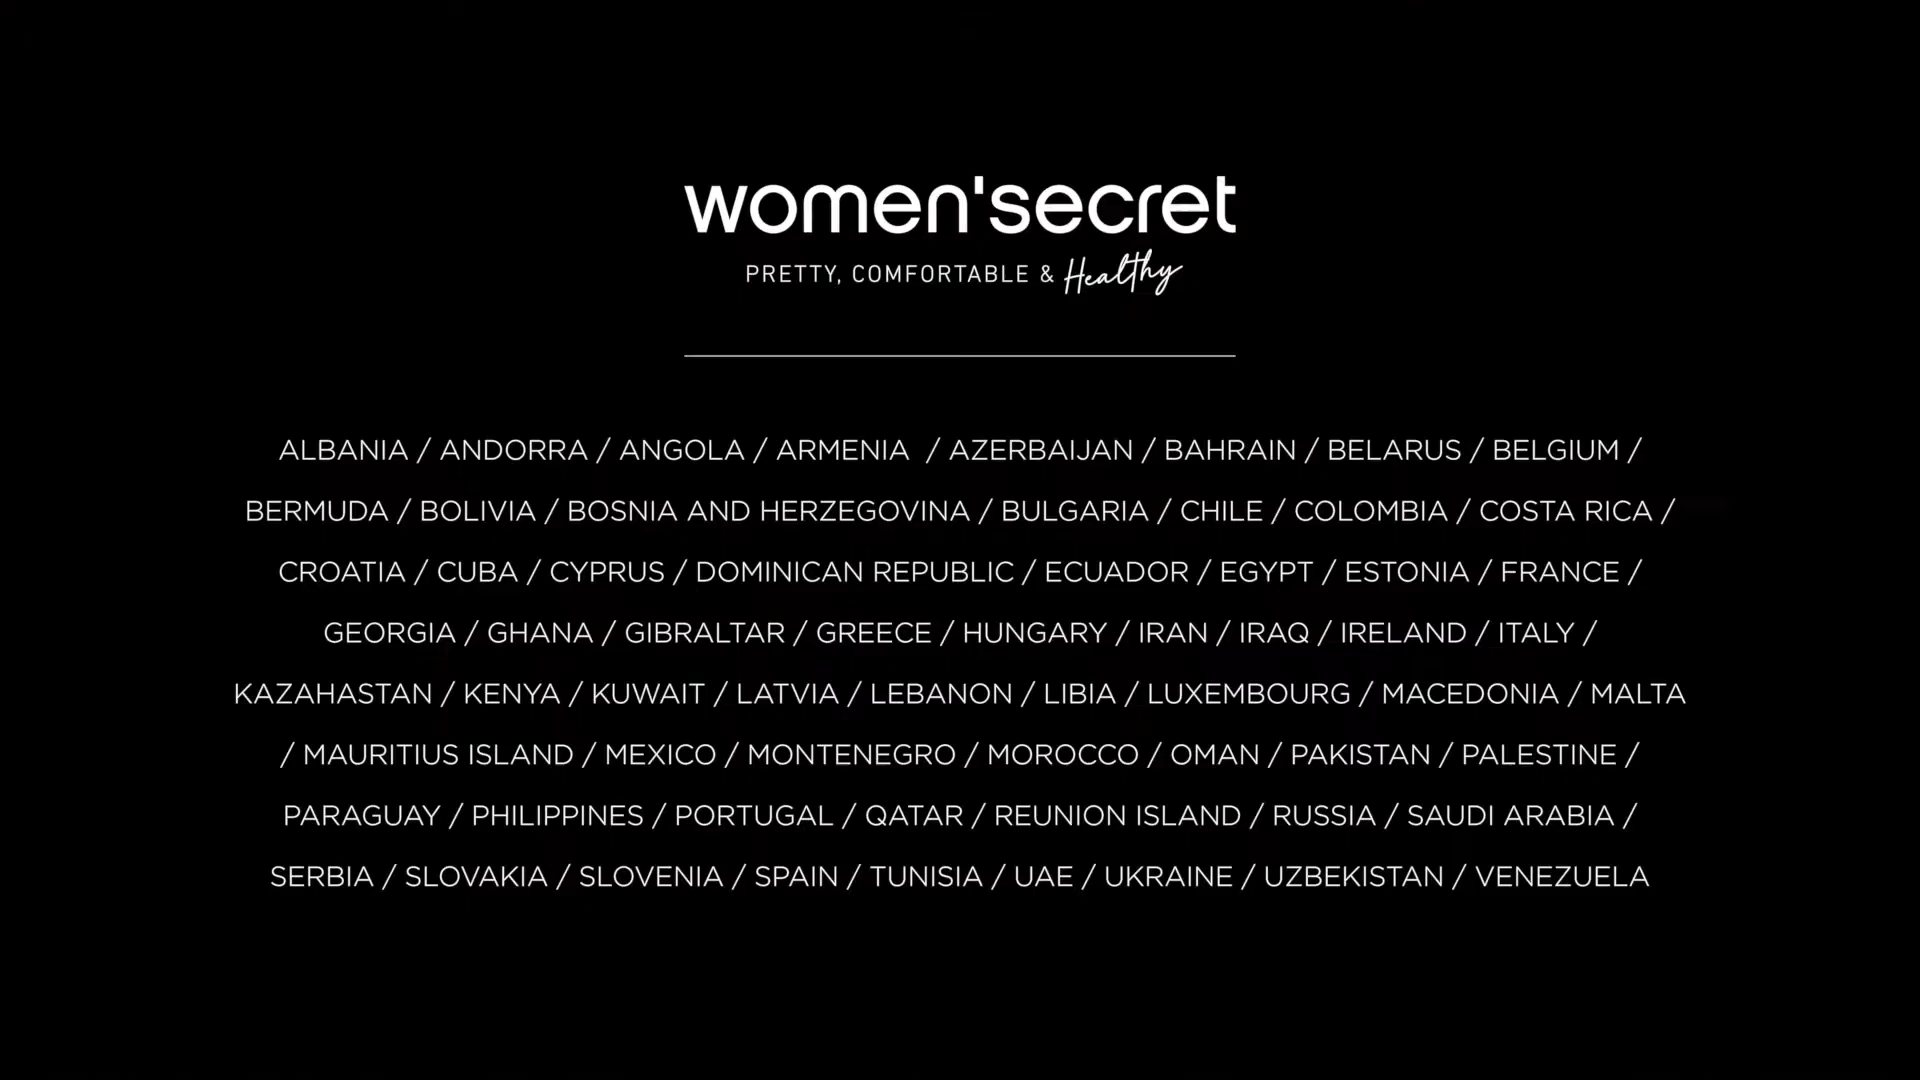 women'secret
PRETTY, COMFORTABLE & Healthy
ALBANIA / ANDORRA / ANGOLA / ARMENIA / AZERBAIJAN / BAHRAIN / BELARUS / BELGIUM /
BERMUDA / BOLIVIA / BOSNIA AND HERZEGOVINA / BULGARIA / CHILE / COLOMBIA / COSTA RICA /
CROATIA / CUBA / CYPRUS / DOMINICAN REPUBLIC / ECUADOR / EGYPT / ESTONIA / FRANCE /
GEORGIA / GHANA / GIBRALTAR / GREECE / HUNGARY / IRAN / IRAQ / IRELAND / ITALY /
KAZAHASTAN / KENYA / KUWAIT / LATVIA / LEBANON / LIBIA / LUXEMBOURG / MACEDONIA / MALTA
/ MAURITIUS ISLAND / MEXICO / MONTENEGRO / MOROCCO / OMAN / PAKISTAN / PALESTINE /
PARAGUAY / PHILIPPINES / PORTUGAL / QATAR / REUNION ISLAND / RUSSIA / SAUDI ARABIA /
SERBIA / SLOVAKIA / SLOVENIA / SPAIN / TUNISIA / UAE / UKRAINE / UZBEKISTAN / VENEZUELA